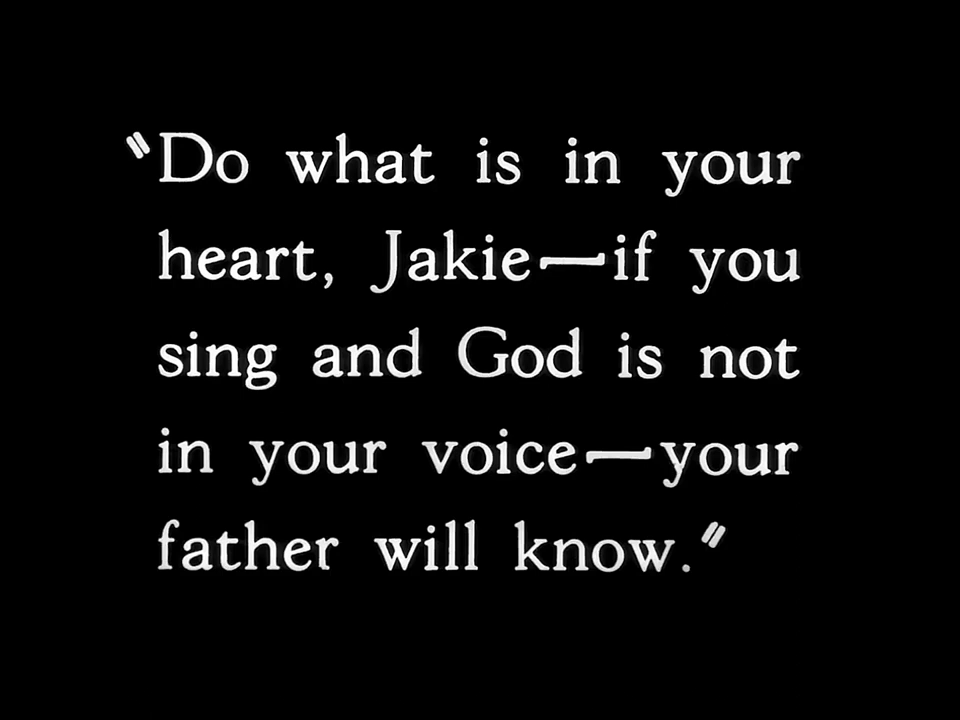 "Do what is in your
heart, Jakie—if you
sing and God is not
in your voice—your
father will know."